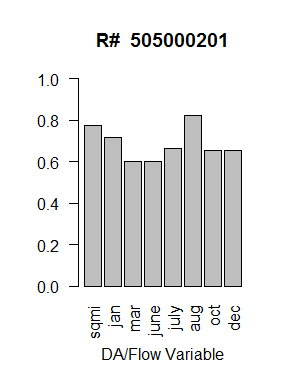 R#  505000201
1.0
0.8
0.6
0.4
0.2
0.0
sqmi
jan
mar
june
july
aug
oct
dec
DA/Flow Variable